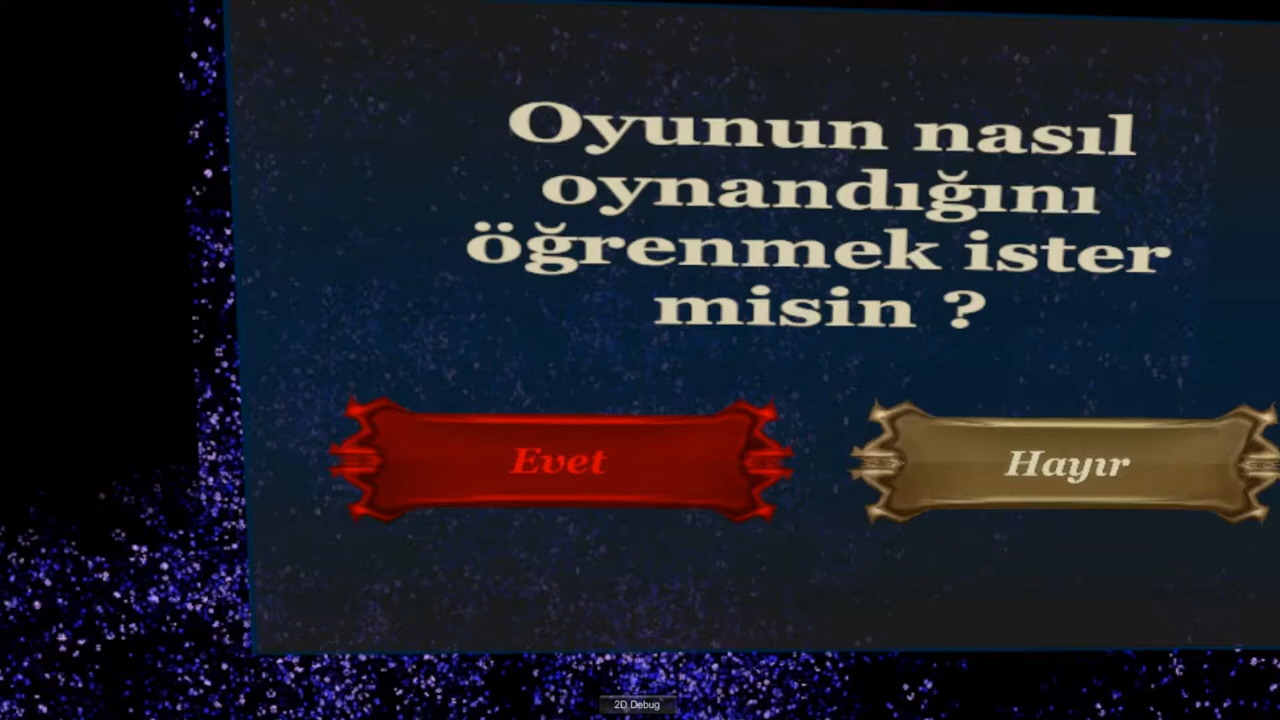 Oyunun nasıl
oynandığını
öğrenmek ister
misin ?
Evet
Hayır
2D Debug